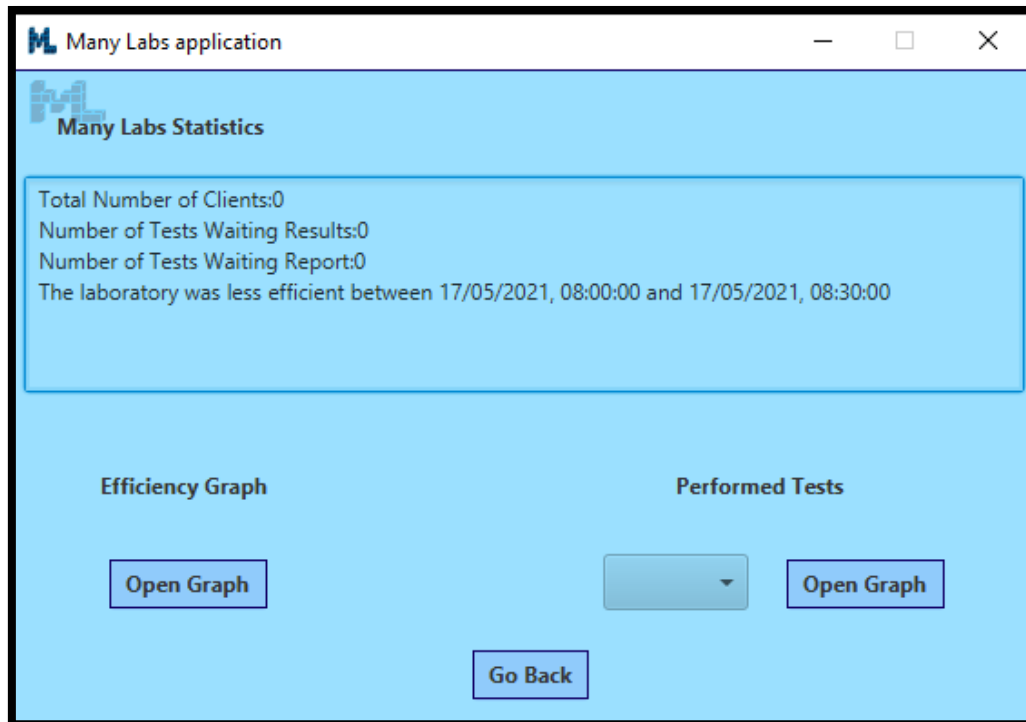 ML Many Labs application
ML
Many Labs Statistics
Total Number of Clients:0
Number of Tests Waiting Results:0
Number of Tests Waiting Report:0
The laboratory was less efficient between 17/05/2021, 08:00:00 and 17/05/2021, 08:30:00
Efficiency Graph
Performed Tests
Open Graph
Open Graph
Go Back